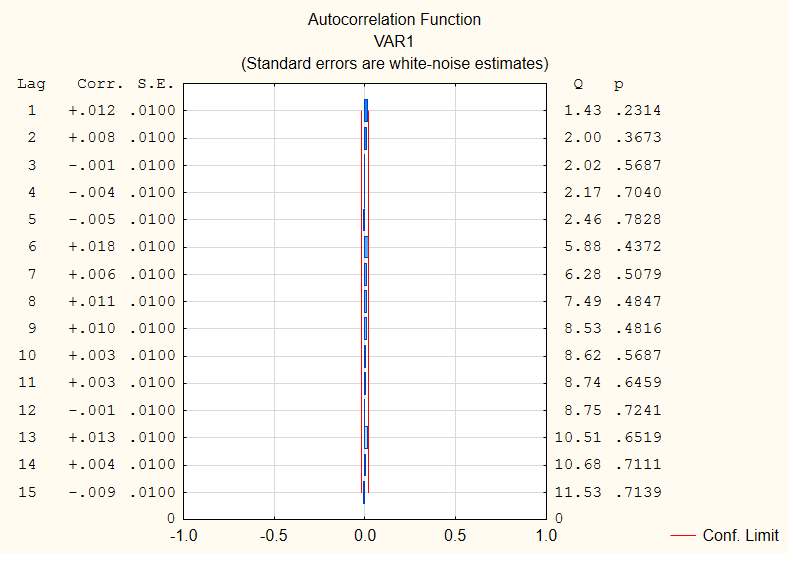 Autocorrelation Function
VAR1
(Standard errors are white-noise estimates)
Lag Corr. S.E. Q p
1 +.012 .0100 1.43 .2314
2 +.008 .0100 2.00 .3673
3 -.001 .0100 2.02 .5687
4 -.004 .0100 2.17 .7040
5 -.005 .0100 2.46 .7828
6 +.018 .0100 5.88 .4372
7 +.006 .0100 6.28 .5079
8 +.011 .0100 7.49 .4847
9 +.010 .0100 8.53 .4816
10 +.003 .0100 8.62 .5687
11 +.003 .0100 8.74 .6459
12 -.001 .0100 8.75 .7241
13 +.013 .0100 10.51 .6519
14 +.004 .0100 10.68 .7111
15 -.009 .0100 11.53 .7139
0 0
-1.0 -0.5 0.0 0.5 1.0 Conf. Limit